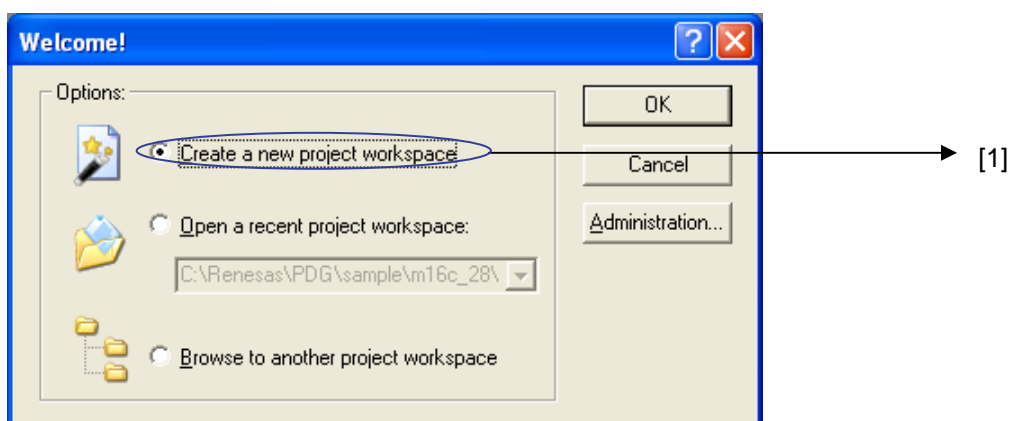 Welcome!
Options:
OK
Create a new project workspace
Cancel
[1]
Open a recent project workspace:
Administration...
C:\Renesas\PDG\sample\m16c_28\
Browse to another project workspace